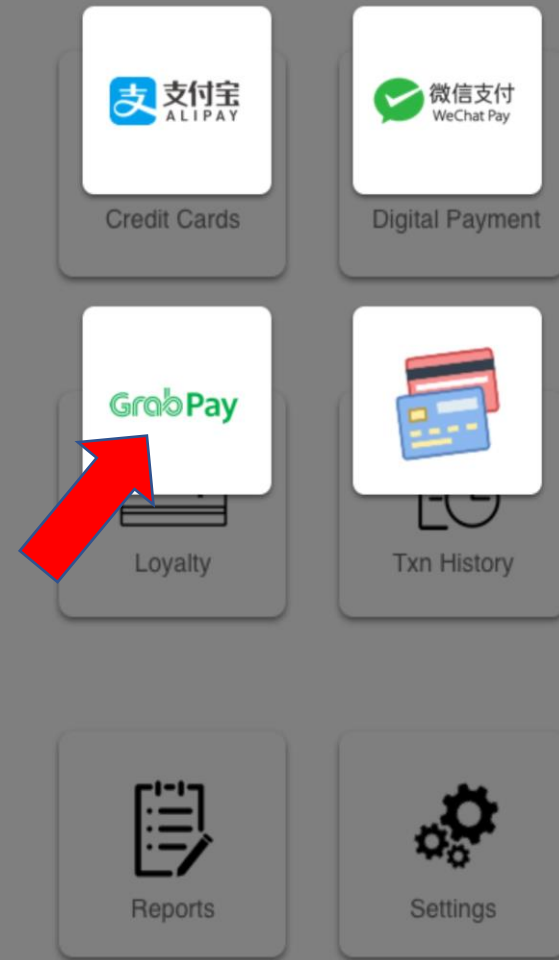 支付宝
ALIPAY
微信支付
WeChat Pay
Credit Cards
Digital Payment
GrabPay
Loyalty
Txn History
Reports
Settings